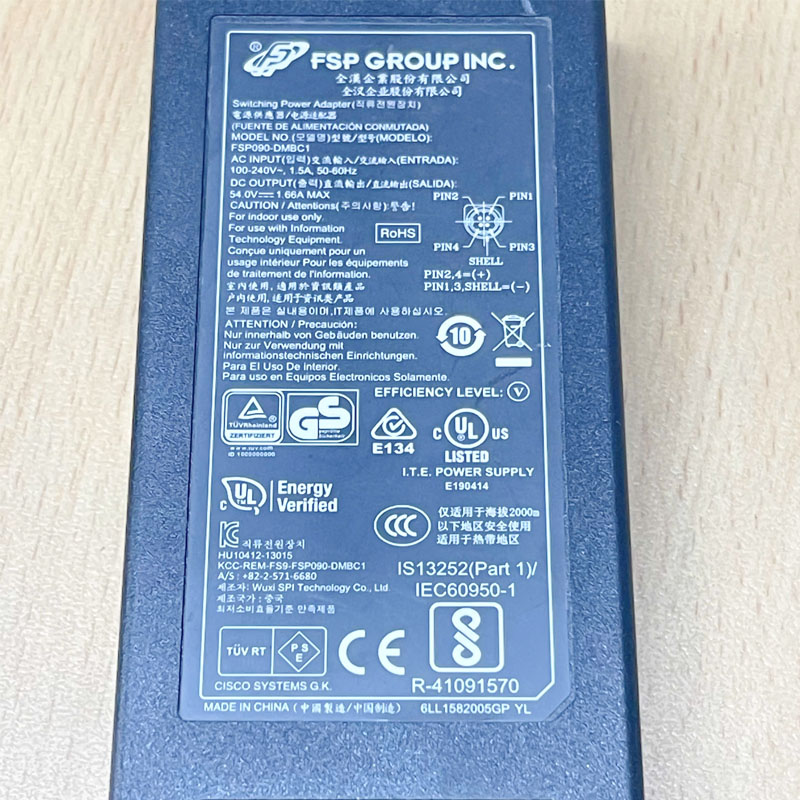 ® FSP GROUP INC.
全漢企業股份有限公司
全汉企业股份有限公司
Switching Power Adapter(직류전원장치)
電源供應器/电源适配器
(FUENTE DE ALIMENTACIÓN CONMUTADA)
MODEL NO.(모델명)型號/型号(MODELO):
FSP090-DMBC1
AC INPUT(입력)交流輸入/交流输入(ENTRADA):
100-240V~, 1.5A, 50-60Hz
DC OUTPUT(출력)直流輸出/直流输出(SALIDA):
54.0V⎓1.66A MAX
CAUTION / Attentions(주의사항):警告!
For indoor use only.
For use with Information
Technology Equipment.
RoHS
PIN2 PIN1
PIN4 PIN3
SHELL
PIN2,4=(+)
PIN1,3,SHELL=(-)
Conçue uniquement pour un
usage intérieur Pour les équipements
de traitement de l'information.
室內使用, 適用於資訊類產品
户内使用, 适用于资讯类产品
본 제품은 실내용이며,IT제품에 사용하십시오.
ATTENTION / Precaución:
Nur innerhalb von Gebäuden benutzen.
Nur zur Verwendung mit
informationstechnischen Einrichtungen.
Para El Uso De Interior.
Para uso en Equipos Electronicos Solamente.
10
EFFICIENCY LEVEL: V
TÜVRheinland
ZERTIFIZIERT
www.tuv.com
GS
geprüfte
Sicherheit
E134
c UL US
LISTED
I.T.E. POWER SUPPLY
E190414
c UL
Energy
Verified
CCC
仅适用于海拔2000m
以下地区安全使用
适用于热带地区
직류전원장치
HU10412-13015
KCC-REM-FS9-FSP090-DMBC1
A/S : +82-2-571-6680
제조자: Wuxi SPI Technology Co., Ltd
제조국가: 중국
최저소비효율기준 만족제품
IS13252(Part 1)/
IEC60950-1
TÜV RT
PS
E
CE
CISCO SYSTEMS G.K.
R-41091570
MADE IN CHINA (中國製造/中国制造) 6LL1582005GP YL